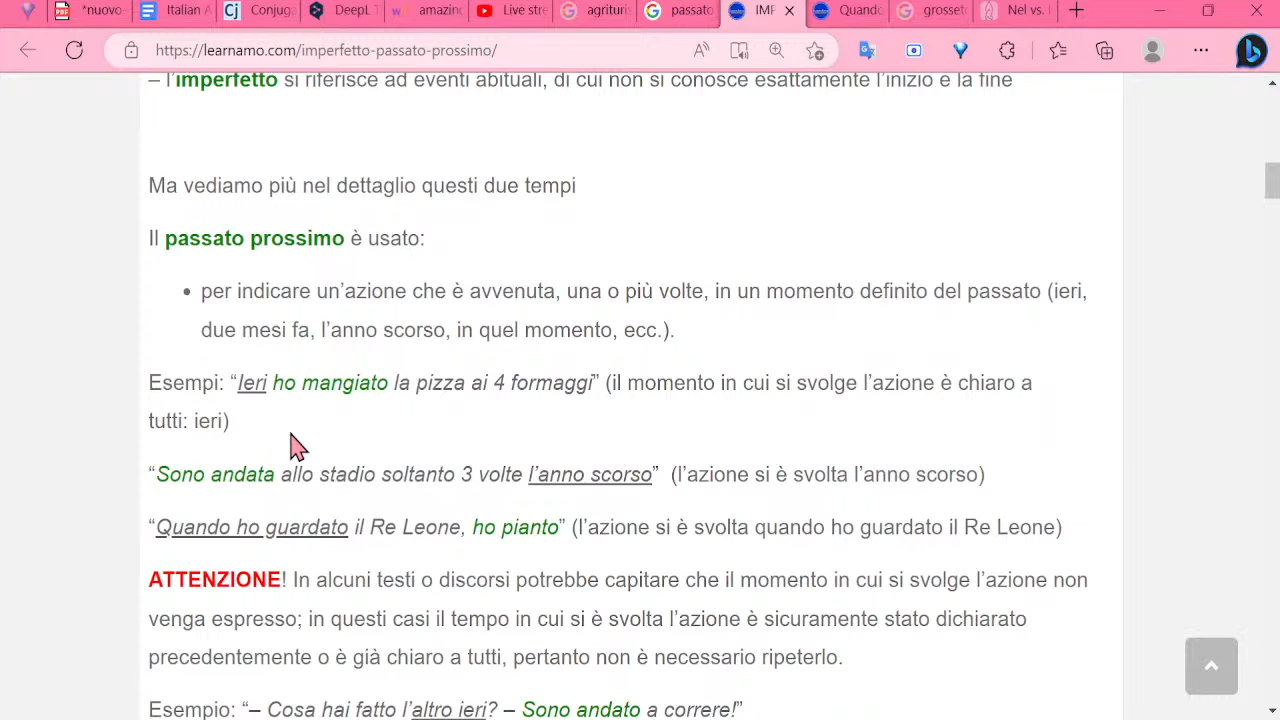 *nuovo
Italian A
Conjuga
DeepL T
amazing
Live stre
agrituri
passato
IMP
Quando
grosset
Nel vs.
https://learnamo.com/imperfetto-passato-prossimo/
– l’imperfetto si riferisce ad eventi abituali, di cui non si conosce esattamente l’inizio e la fine
Ma vediamo più nel dettaglio questi due tempi
Il passato prossimo è usato:
• per indicare un’azione che è avvenuta, una o più volte, in un momento definito del passato (ieri,
due mesi fa, l’anno scorso, in quel momento, ecc.).
Esempi: “Ieri ho mangiato la pizza ai 4 formaggi” (il momento in cui si svolge l’azione è chiaro a
tutti: ieri)
“Sono andata allo stadio soltanto 3 volte l’anno scorso” (l’azione si è svolta l’anno scorso)
“Quando ho guardato il Re Leone, ho pianto” (l’azione si è svolta quando ho guardato il Re Leone)
ATTENZIONE! In alcuni testi o discorsi potrebbe capitare che il momento in cui si svolge l’azione non
venga espresso; in questi casi il tempo in cui si è svolta l’azione è sicuramente stato dichiarato
precedentemente o è già chiaro a tutti, pertanto non è necessario ripeterlo.
Esempio: “– Cosa hai fatto l’altro ieri? – Sono andato a correre!”